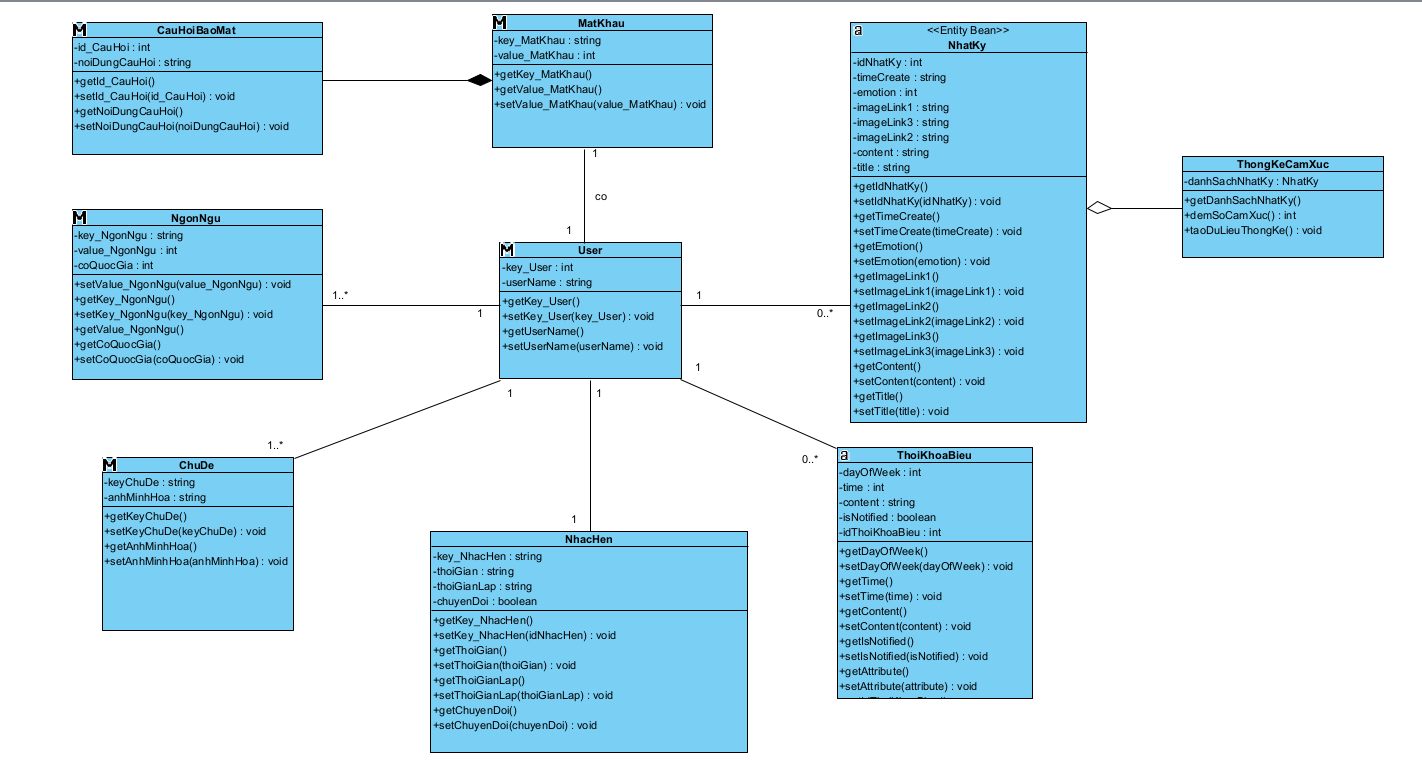 CauHoiBaoMat
-id_CauHoi : int
-noiDungCauHoi : string
+getId_CauHoi()
+setId_CauHoi(id_CauHoi) : void
+getNoiDungCauHoi()
+setNoiDungCauHoi(noiDungCauHoi) : void
MatKhau
-key_MatKhau : string
-value_MatKhau : int
+getKey_MatKhau()
+getValue_MatKhau()
+setValue_MatKhau(value_MatKhau) : void
<<Entity Bean>>
NhatKy
-idNhatKy : int
-timeCreate : string
-emotion : int
-imageLink1 : string
-imageLink3 : string
-imageLink2 : string
-content : string
-title : string
+getIdNhatKy()
+setIdNhatKy(idNhatKy) : void
+getTimeCreate()
+setTimeCreate(timeCreate) : void
+getEmotion()
+setEmotion(emotion) : void
+getImageLink1()
+setImageLink1(imageLink1) : void
+getImageLink2()
+setImageLink2(imageLink2) : void
+getImageLink3()
+setImageLink3(imageLink3) : void
+getContent()
+setContent(content) : void
+getTitle()
+setTitle(title) : void
ThongKeCamXuc
-danhSachNhatKy : NhatKy
+getDanhSachNhatKy()
+demSoCamXuc() : int
+taoDuLieuThongKe() : void
1
co
1
NgonNgu
-key_NgonNgu : string
-value_NgonNgu : int
-coQuocGia : int
+setValue_NgonNgu(value_NgonNgu) : void
+getKey_NgonNgu()
+setKey_NgonNgu(key_NgonNgu) : void
+getValue_NgonNgu()
+getCoQuocGia()
+setCoQuocGia(coQuocGia) : void
1..*
1
User
-key_User : int
-userName : string
+getKey_User()
+setKey_User(key_User) : void
+getUserName()
+setUserName(userName) : void
1
0..*
1
1
1
1..*
1
0..*
ChuDe
-keyChuDe : string
-anhMinhHoa : string
+getKeyChuDe()
+setKeyChuDe(keyChuDe) : void
+getAnhMinhHoa()
+setAnhMinhHoa(anhMinhHoa) : void
NhacHen
-key_NhacHen : string
-thoiGian : string
-thoiGianLap : string
-chuyenDoi : boolean
+getKey_NhacHen()
+setKey_NhacHen(idNhacHen) : void
+getThoiGian()
+setThoiGian(thoiGian) : void
+getThoiGianLap()
+setThoiGianLap(thoiGianLap) : void
+getChuyenDoi()
+setChuyenDoi(chuyenDoi) : void
ThoiKhoaBieu
-dayOfWeek : int
-time : int
-content : string
-isNotified : boolean
-idThoiKhoaBieu : int
+getDayOfWeek()
+setDayOfWeek(dayOfWeek) : void
+getTime()
+setTime(time) : void
+getContent()
+setContent(content) : void
+getIsNotified()
+setIsNotified(isNotified) : void
+getAttribute()
+setAttribute(attribute) : void